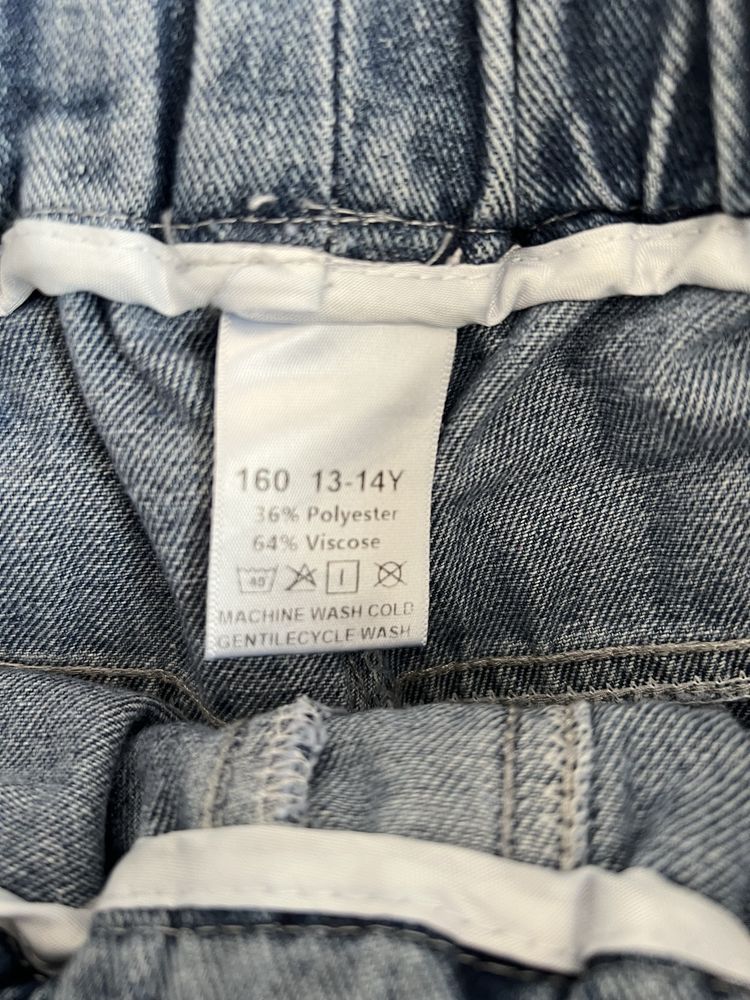 160 13-14Y
36% Polyester
64% Viscose
40
MACHINE WASH COLD
GENTILECYCLE WASH